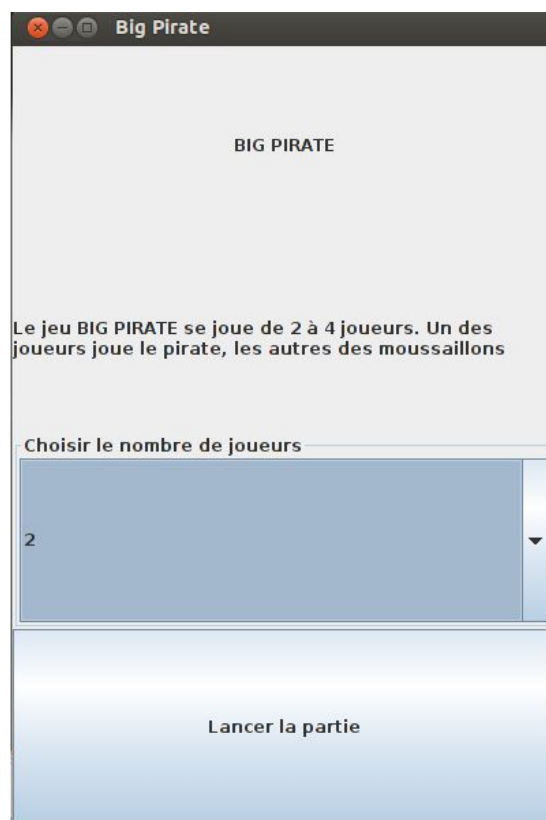 Big Pirate
BIG PIRATE
Le jeu BIG PIRATE se joue de 2 à 4 joueurs. Un des
joueurs joue le pirate, les autres des moussaillons
Choisir le nombre de joueurs
2
Lancer la partie